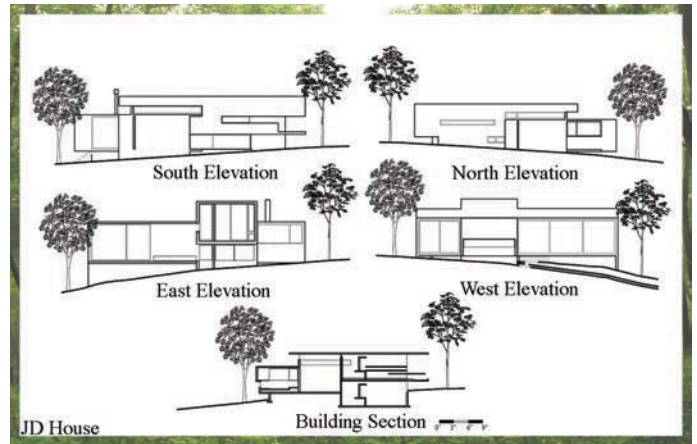 South Elevation
North Elevation
East Elevation
West Elevation
Building Section
JD House